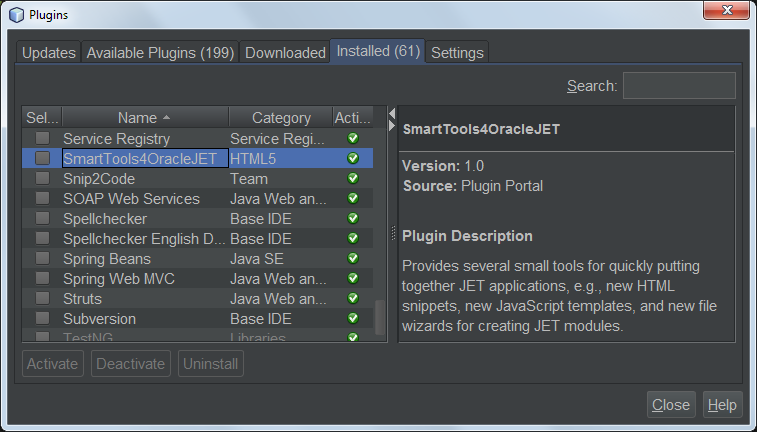 Plugins
Updates Available Plugins (199) Downloaded Installed (61) Settings
Search:
Sel... Name Category Acti...
Service Registry Service Regi...
SmartTools4OracleJET HTML5
Snip2Code Team
SOAP Web Services Java Web an...
Spellchecker Base IDE
Spellchecker English D... Base IDE
Spring Beans Java SE
Spring Web MVC Java Web an...
Struts Java Web an...
Subversion Base IDE
TestNG Libraries
SmartTools4OracleJET
Version: 1.0
Source: Plugin Portal
Plugin Description
Provides several small tools for quickly putting
together JET applications, e.g., new HTML
snippets, new JavaScript templates, and new file
wizards for creating JET modules.
Activate Deactivate Uninstall
Close Help